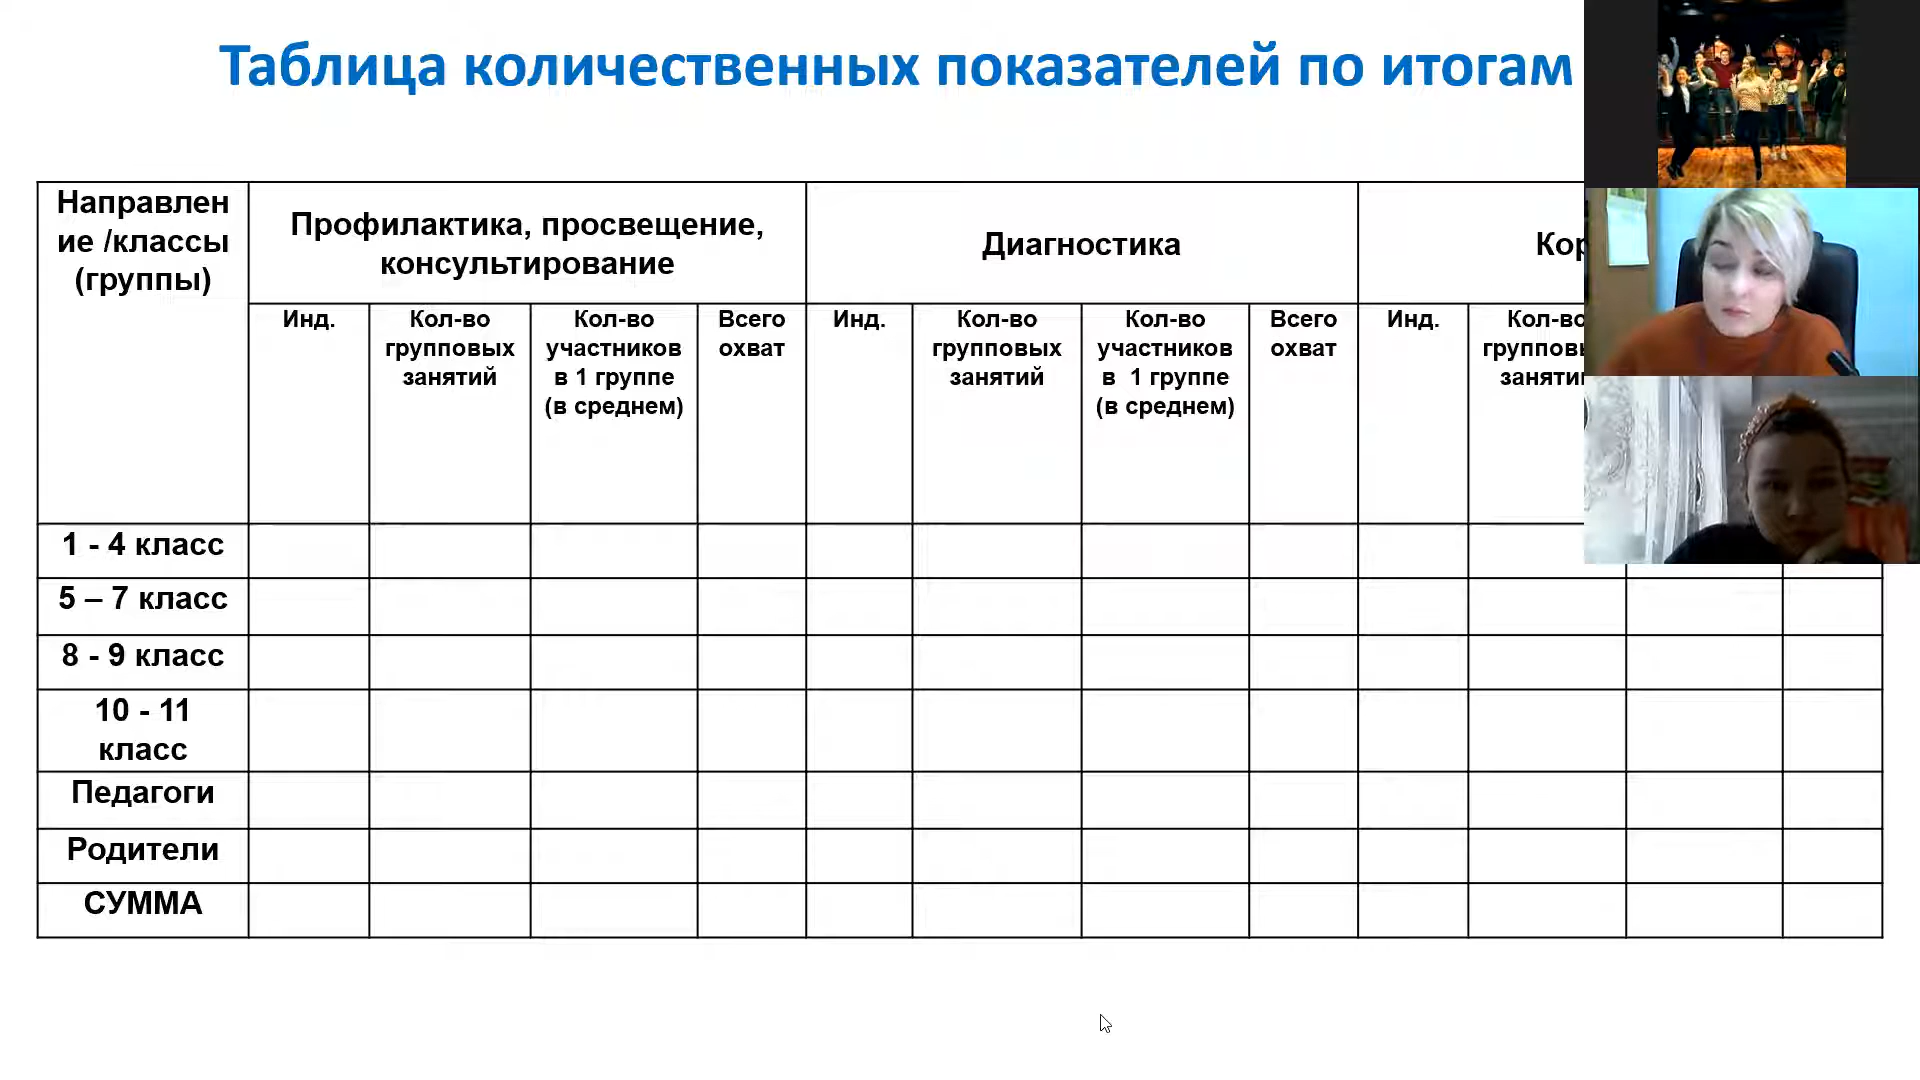 Таблица количественных показателей по итогам
Направлен
ие /классы
(группы)
Профилактика, просвещение,
консультирование
Диагностика
Инд.
Кол-во
групповых
занятий
Кол-во
участников
в 1 группе
(в среднем)
Всего
охват
Инд.
Кол-во
групповых
занятий
Кол-во
участников
в 1 группе
(в среднем)
Всего
охват
Инд.
1 - 4 класс
5 – 7 класс
8 - 9 класс
10 - 11
класс
Педагоги
Родители
СУММА